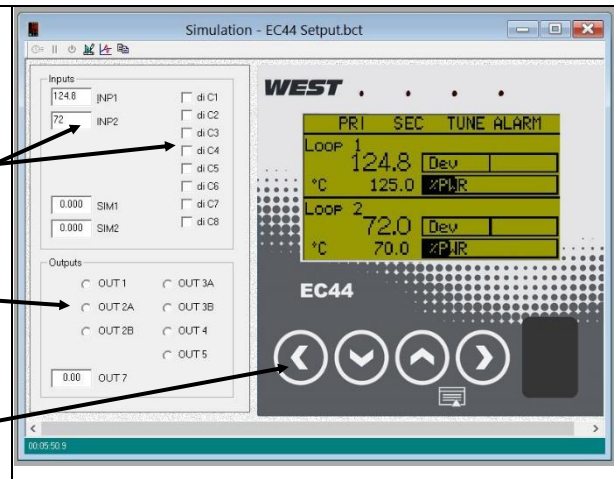 Simulation - EC44 Setput.bct
Inputs
124.8 INP1
72 INP2
0.000 SIM1
0.000 SIM2
di C1
di C2
di C3
di C4
di C5
di C6
di C7
di C8
Outputs
OUT 1
OUT 2A
OUT 2B
OUT 3A
OUT 3B
OUT 4
OUT 5
0.00 OUT 7
WEST
PRI SEC TUNE ALARM
Loop 1
124.8 Dev
°C 125.0 %PWR
Loop 2
72.0 Dev
°C 70.0 %PWR
EC44
00:05:50.9